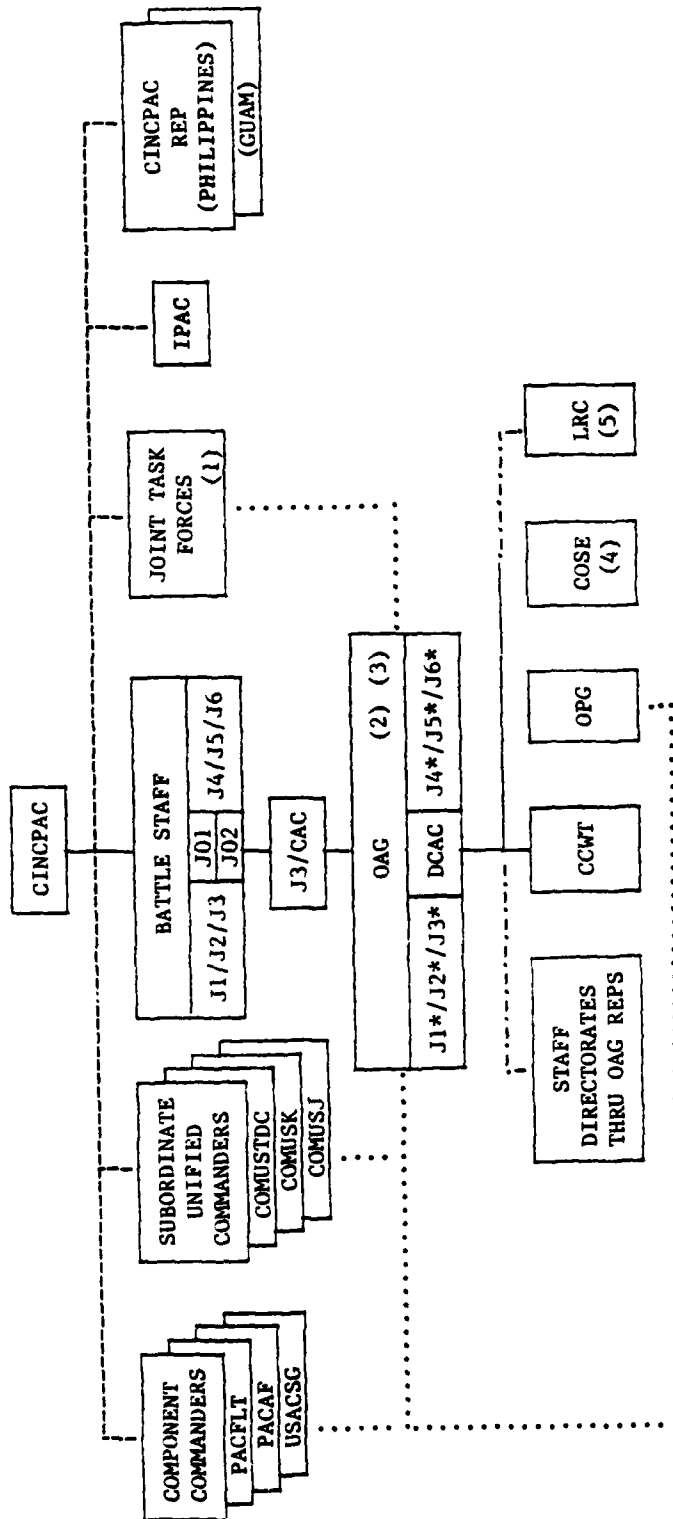 CINCPAC
COMPONENT
COMMANDERS
PACFLT
PACAF
USACSG
SUBORDINATE
UNIFIED
COMMANDERS
COMUSTDC
COMUSK
COMUSJ
BATTLE STAFF
J1/J2/J3
J01
J02
J4/J5/J6
JOINT TASK
FORCES
(1)
IPAC
CINCPAC
REP
(PHILIPPINES)
(GUAM)
J3/CAC
OAG (2) (3)
J1*/J2*/J3*
DCAC
J4*/J5*/J6*
STAFF
DIRECTORATES
THRU OAG REPS
CCWT
OPG
COSE
(4)
LRC
(5)